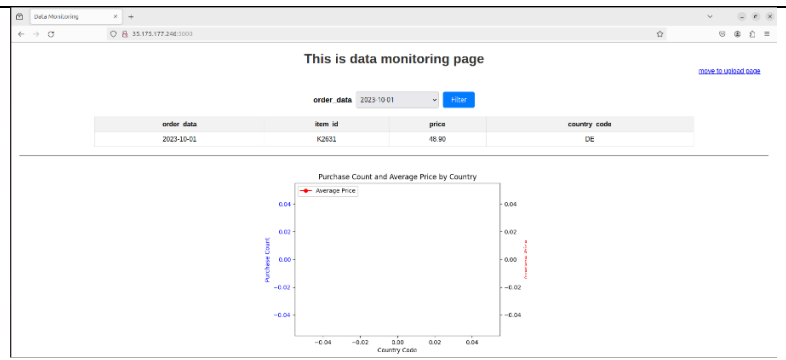 Data Monitoring
35.173.177.248:3000
This is data monitoring page
move to upload page
order_data 2023-10-01 Filter
order_data item_id price country_code
2023-10-01 K2631 48.90 DE
Purchase Count and Average Price by Country
Average Price
0.04 0.04
0.02 0.02
0.00 0.00
−0.02 −0.02
−0.04 −0.04
Purchase Count
−0.04 −0.02 0.00 0.02 0.04
Country Code